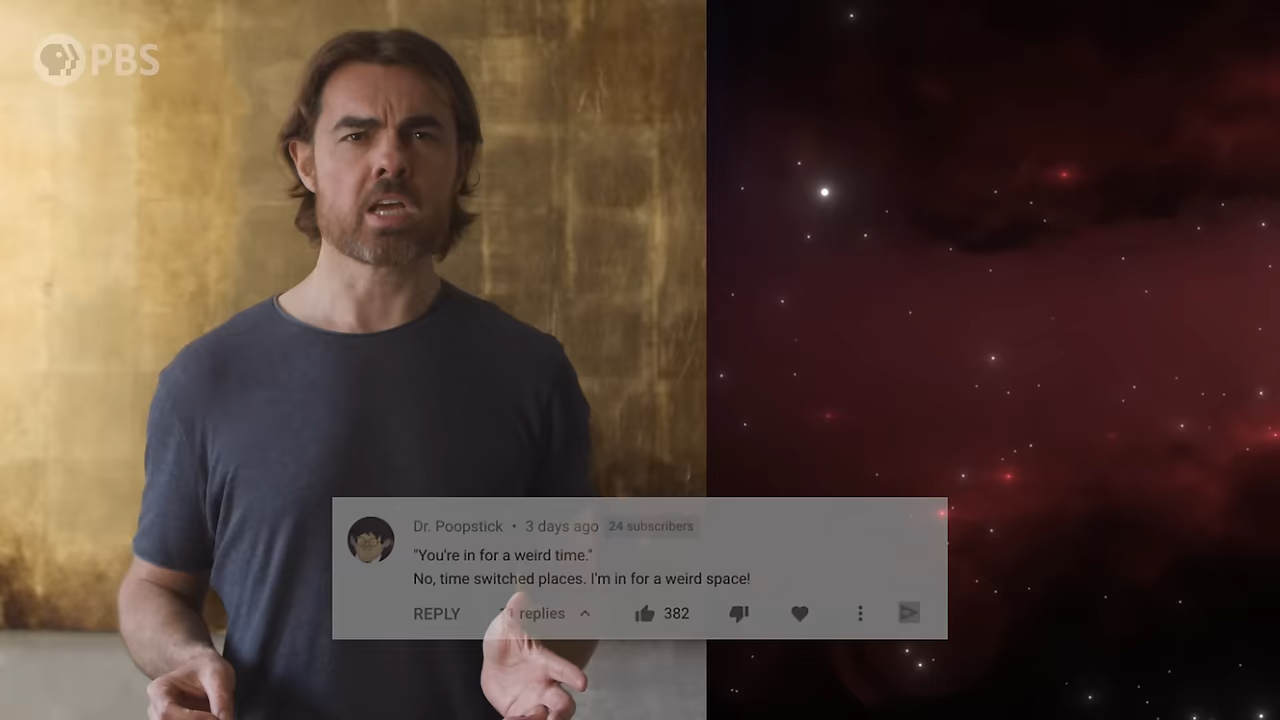 PBS
Dr. Poopstick • 3 days ago 24 subscribers
"You're in for a weird time."
No, time switched places. I'm in for a weird space!
REPLY replies 382